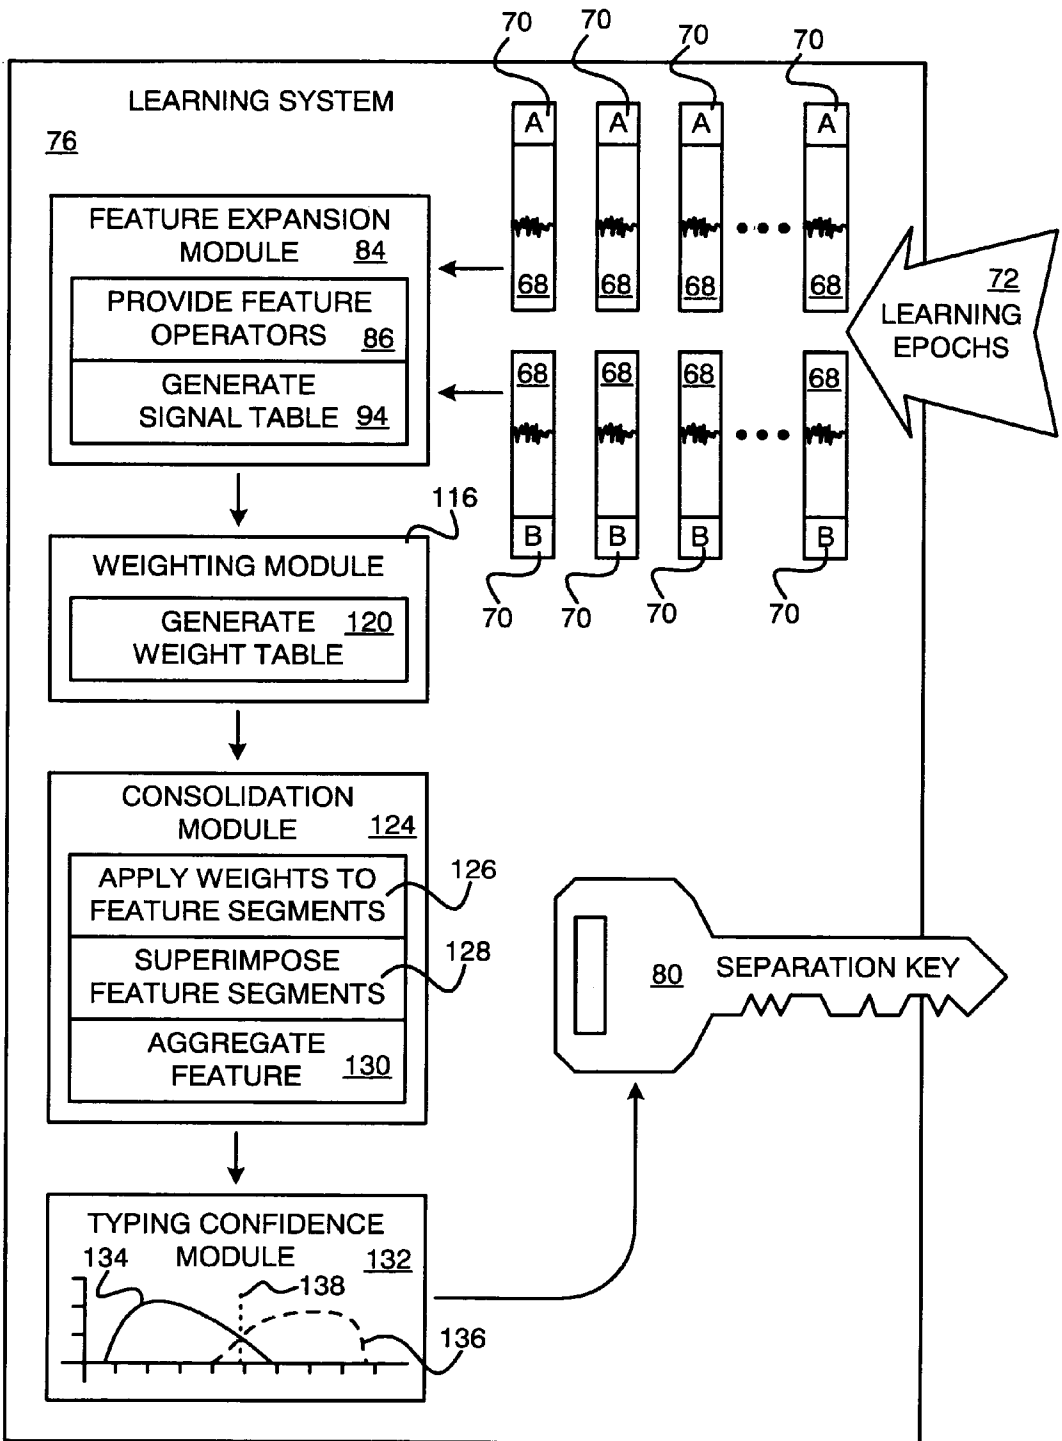 70
70
70
70
LEARNING SYSTEM
76
A
A
A
A
68
68
68
68
72
LEARNING
EPOCHS
FEATURE EXPANSION
MODULE 84
PROVIDE FEATURE
OPERATORS 86
GENERATE
SIGNAL TABLE 94
68
68
68
68
B
B
B
B
70
70
70
70
116
WEIGHTING MODULE
GENERATE 120
WEIGHT TABLE
CONSOLIDATION
MODULE 124
APPLY WEIGHTS TO
FEATURE SEGMENTS
126
SUPERIMPOSE
FEATURE SEGMENTS
128
AGGREGATE
FEATURE 130
80
SEPARATION KEY
TYPING CONFIDENCE
MODULE 132
134
138
136